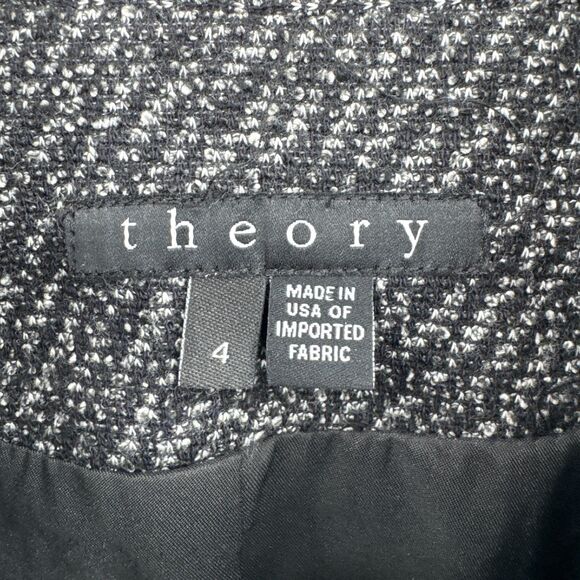 theory
4
MADE IN
USA OF
IMPORTED
FABRIC